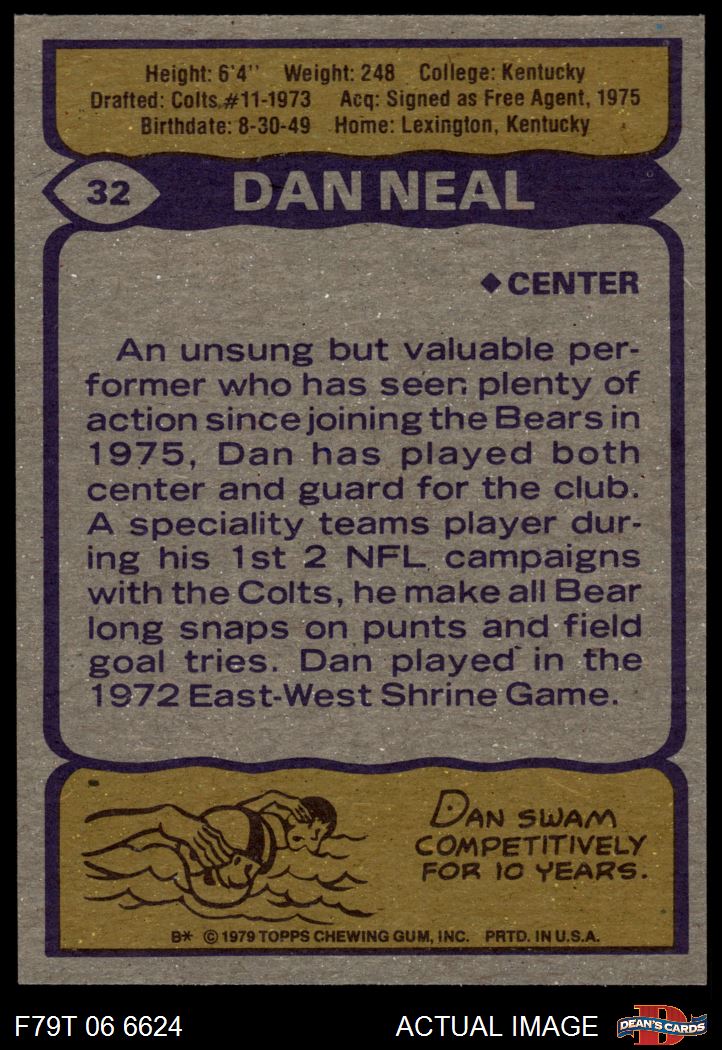 Height: 6'4'' Weight: 248 College: Kentucky
Drafted: Colts #11-1973 Acq: Signed as Free Agent, 1975
Birthdate: 8-30-49 Home: Lexington, Kentucky
32 DAN NEAL
◆ CENTER
An unsung but valuable per-
former who has seen plenty of
action since joining the Bears in
1975, Dan has played both
center and guard for the club.
A speciality teams player dur-
ing his 1st 2 NFL campaigns
with the Colts, he make all Bear
long snaps on punts and field
goal tries. Dan played in the
1972 East-West Shrine Game.
DAN SWAM
COMPETITIVELY
FOR 10 YEARS.
B* © 1979 TOPPS CHEWING GUM, INC. PRTD. IN U.S.A.
F79T 06 6624 ACTUAL IMAGE D DEAN'S CARDS